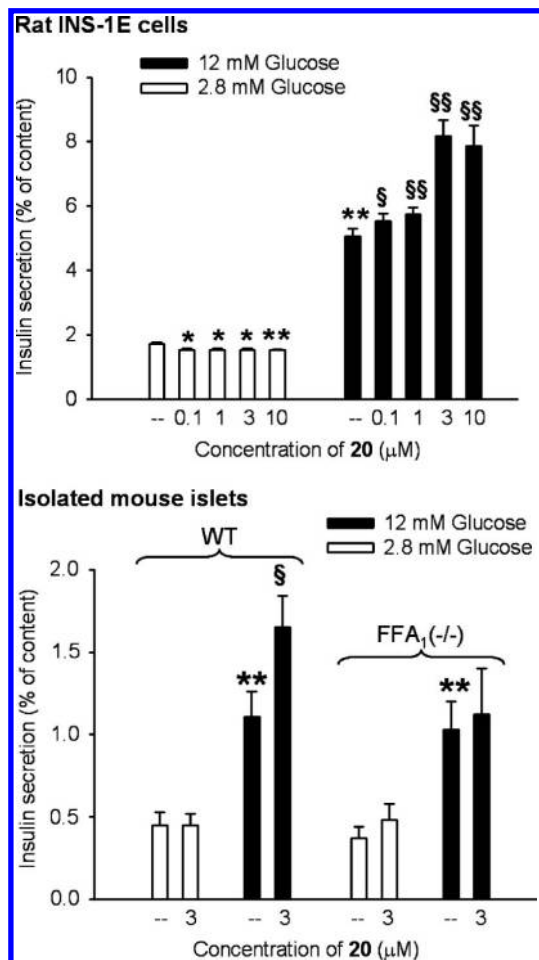 Rat INS-1E cells
12 mM Glucose
2.8 mM Glucose
Insulin secretion (% of content)
10
8
6
4
2
0
* * * **
** § §§ §§ §§
-- 0.1 1 3 10 -- 0.1 1 3 10
Concentration of 20 (μM)
Isolated mouse islets
12 mM Glucose
2.8 mM Glucose
WT
FFA1(-/-)
Insulin secretion (% of content)
2.0
1.5
1.0
0.5
0.0
** § **
-- 3 -- 3 -- 3 -- 3
Concentration of 20 (μM)